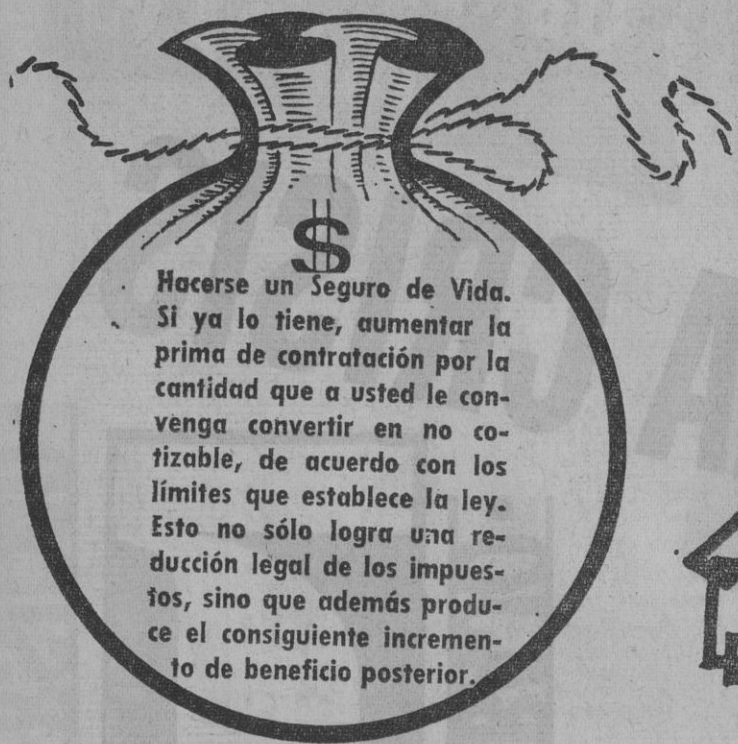 $
Hacerse un Seguro de Vida.
Si ya lo tiene, aumentar la
prima de contratación por la
cantidad que a usted le con-
venga convertir en no co-
tizable, de acuerdo con los
límites que establece la ley.
Esto no sólo logra una re-
ducción legal de los impues-
tos, sino que además produ-
ce el consiguiente incremen-
to de beneficio posterior.